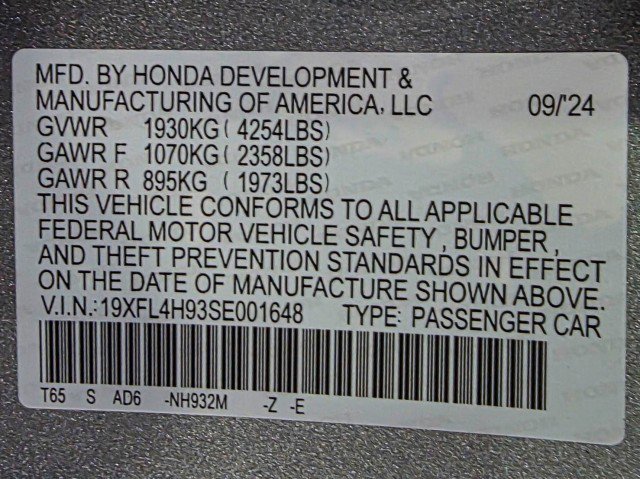 MFD. BY HONDA DEVELOPMENT &
MANUFACTURING OF AMERICA, LLC 09/'24
GVWR 1930KG ( 4254LBS)
GAWR F 1070KG ( 2358LBS)
GAWR R 895KG ( 1973LBS)
THIS VEHICLE CONFORMS TO ALL APPLICABLE
FEDERAL MOTOR VEHICLE SAFETY , BUMPER ,
AND THEFT PREVENTION STANDARDS IN EFFECT
ON THE DATE OF MANUFACTURE SHOWN ABOVE.
V.I.N.:19XFL4H93SE001648 TYPE: PASSENGER CAR
T65 S AD6 -NH932M -Z -E